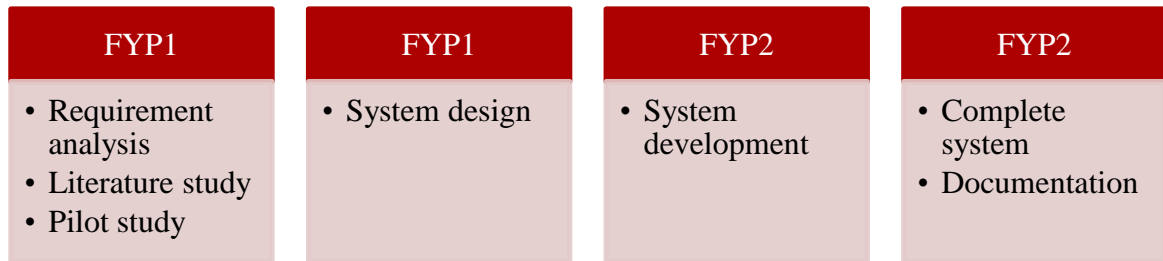 FYP1
• Requirement
analysis
• Literature study
• Pilot study
FYP1
• System design
FYP2
• System
development
FYP2
• Complete
system
• Documentation